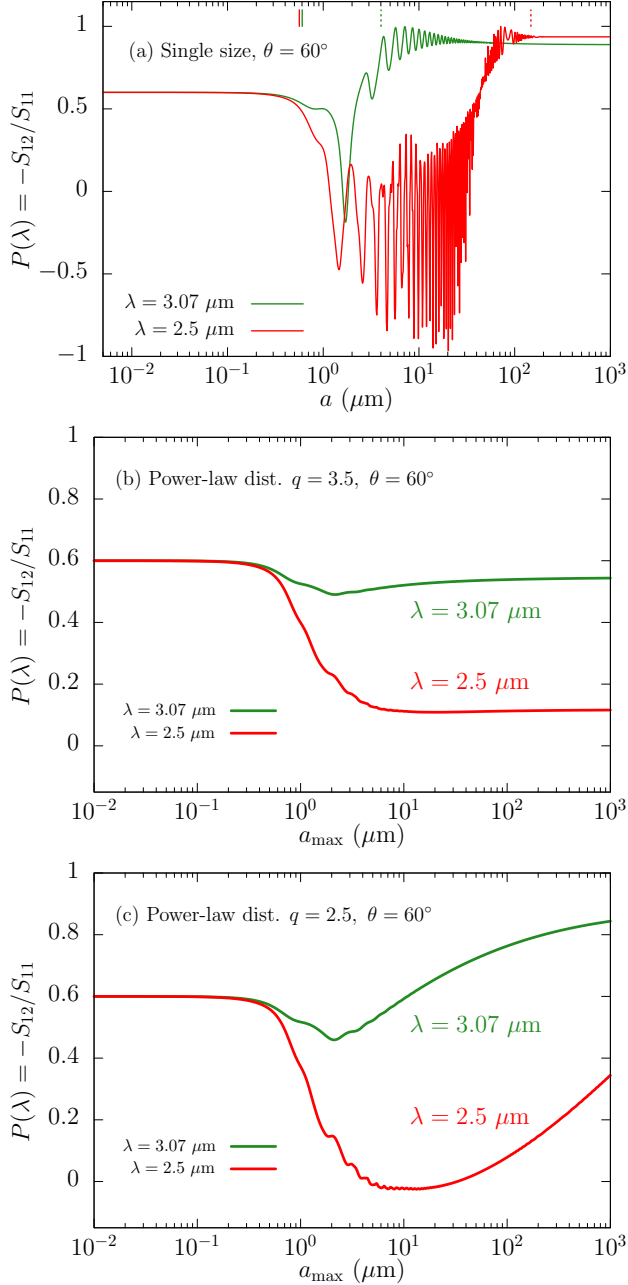 (a) Single size, θ = 60°
P(λ) = −S₁₂/S₁₁
1
0.5
0
−0.5
−1
λ = 3.07 μm
λ = 2.5 μm
10⁻² 10⁻¹ 10⁰ 10¹ 10² 10³
a (μm)
(b) Power-law dist. q = 3.5, θ = 60°
P(λ) = −S₁₂/S₁₁
1
0.8
0.6
0.4
0.2
0
λ = 3.07 μm
λ = 2.5 μm
λ = 3.07 μm
λ = 2.5 μm
10⁻² 10⁻¹ 10⁰ 10¹ 10² 10³
a_max (μm)
(c) Power-law dist. q = 2.5, θ = 60°
P(λ) = −S₁₂/S₁₁
1
0.8
0.6
0.4
0.2
0
λ = 3.07 μm
λ = 2.5 μm
λ = 3.07 μm
λ = 2.5 μm
10⁻² 10⁻¹ 10⁰ 10¹ 10² 10³
a_max (μm)